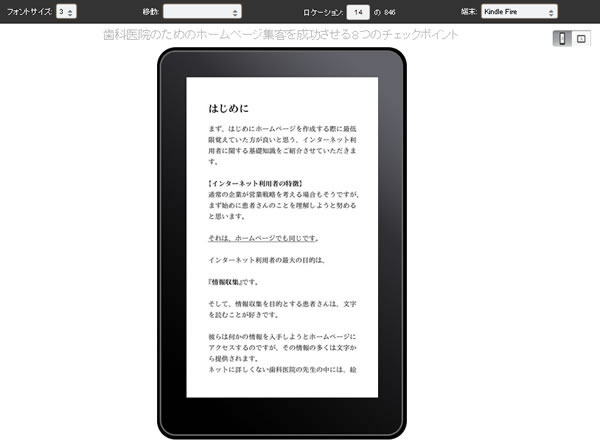 フォントサイズ: 3 移動: ロケーション: 14 の 846 端末: Kindle Fire
歯科医院のためのホームページ集客を成功させる8つのチェックポイント
はじめに
まず、はじめにホームページを作成する際に最低
限覚えていた方が良いと思う、インターネット利
用者に関する基礎知識をご紹介させていただきま
す。
【インターネット利用者の特徴】
通常の企業が営業戦略を考える場合もそうですが、
まず始めに患者さんのことを理解しようと努める
と思います。
それは、ホームページでも同じです。
インターネット利用者の最大の目的は、
『情報収集』です。
そして、情報収集を目的とする患者さんは、文字
を読むことが好きです。
彼らは何かの情報を入手しようとホームページに
アクセスするのですが、その情報の多くは文字か
ら提供されます。
ネットに詳しくない歯科医院の先生の中には、絵